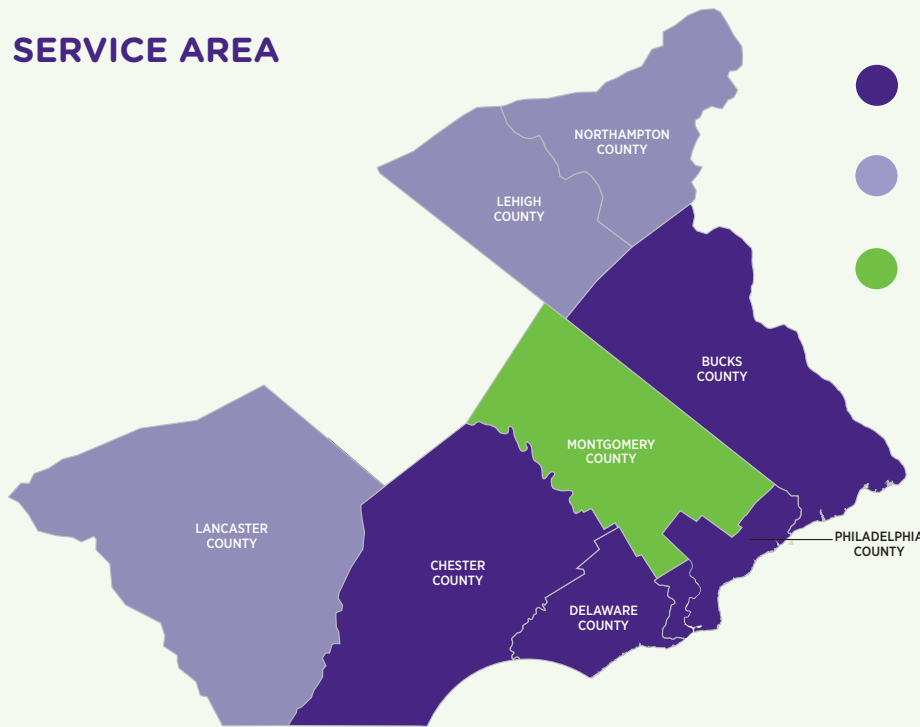 SERVICE AREA
NORTHAMPTON
COUNTY
LEHIGH
COUNTY
BUCKS
COUNTY
MONTGOMERY
COUNTY
LANCASTER
COUNTY
PHILADELPHIA
COUNTY
CHESTER
COUNTY
DELAWARE
COUNTY